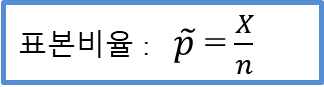 표본비율 : p̃ = X/n